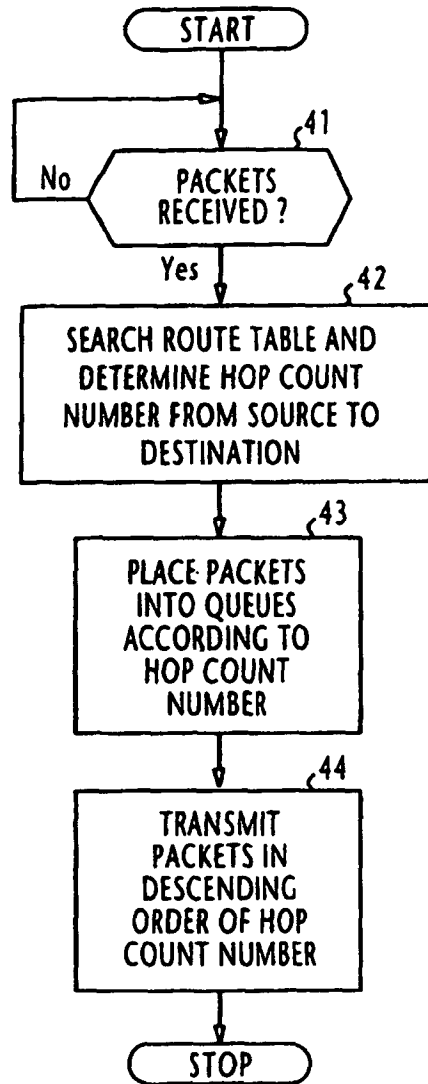 START
41
PACKETS
RECEIVED ?
No
Yes
42
SEARCH ROUTE TABLE AND
DETERMINE HOP COUNT
NUMBER FROM SOURCE TO
DESTINATION
43
PLACE PACKETS
INTO QUEUES
ACCORDING TO
HOP COUNT
NUMBER
44
TRANSMIT
PACKETS IN
DESCENDING
ORDER OF HOP
COUNT NUMBER
STOP